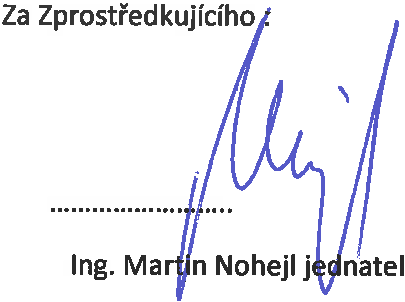 Za Zprostředkujícího :
............................
Ing. Martin Nohejl jednatel